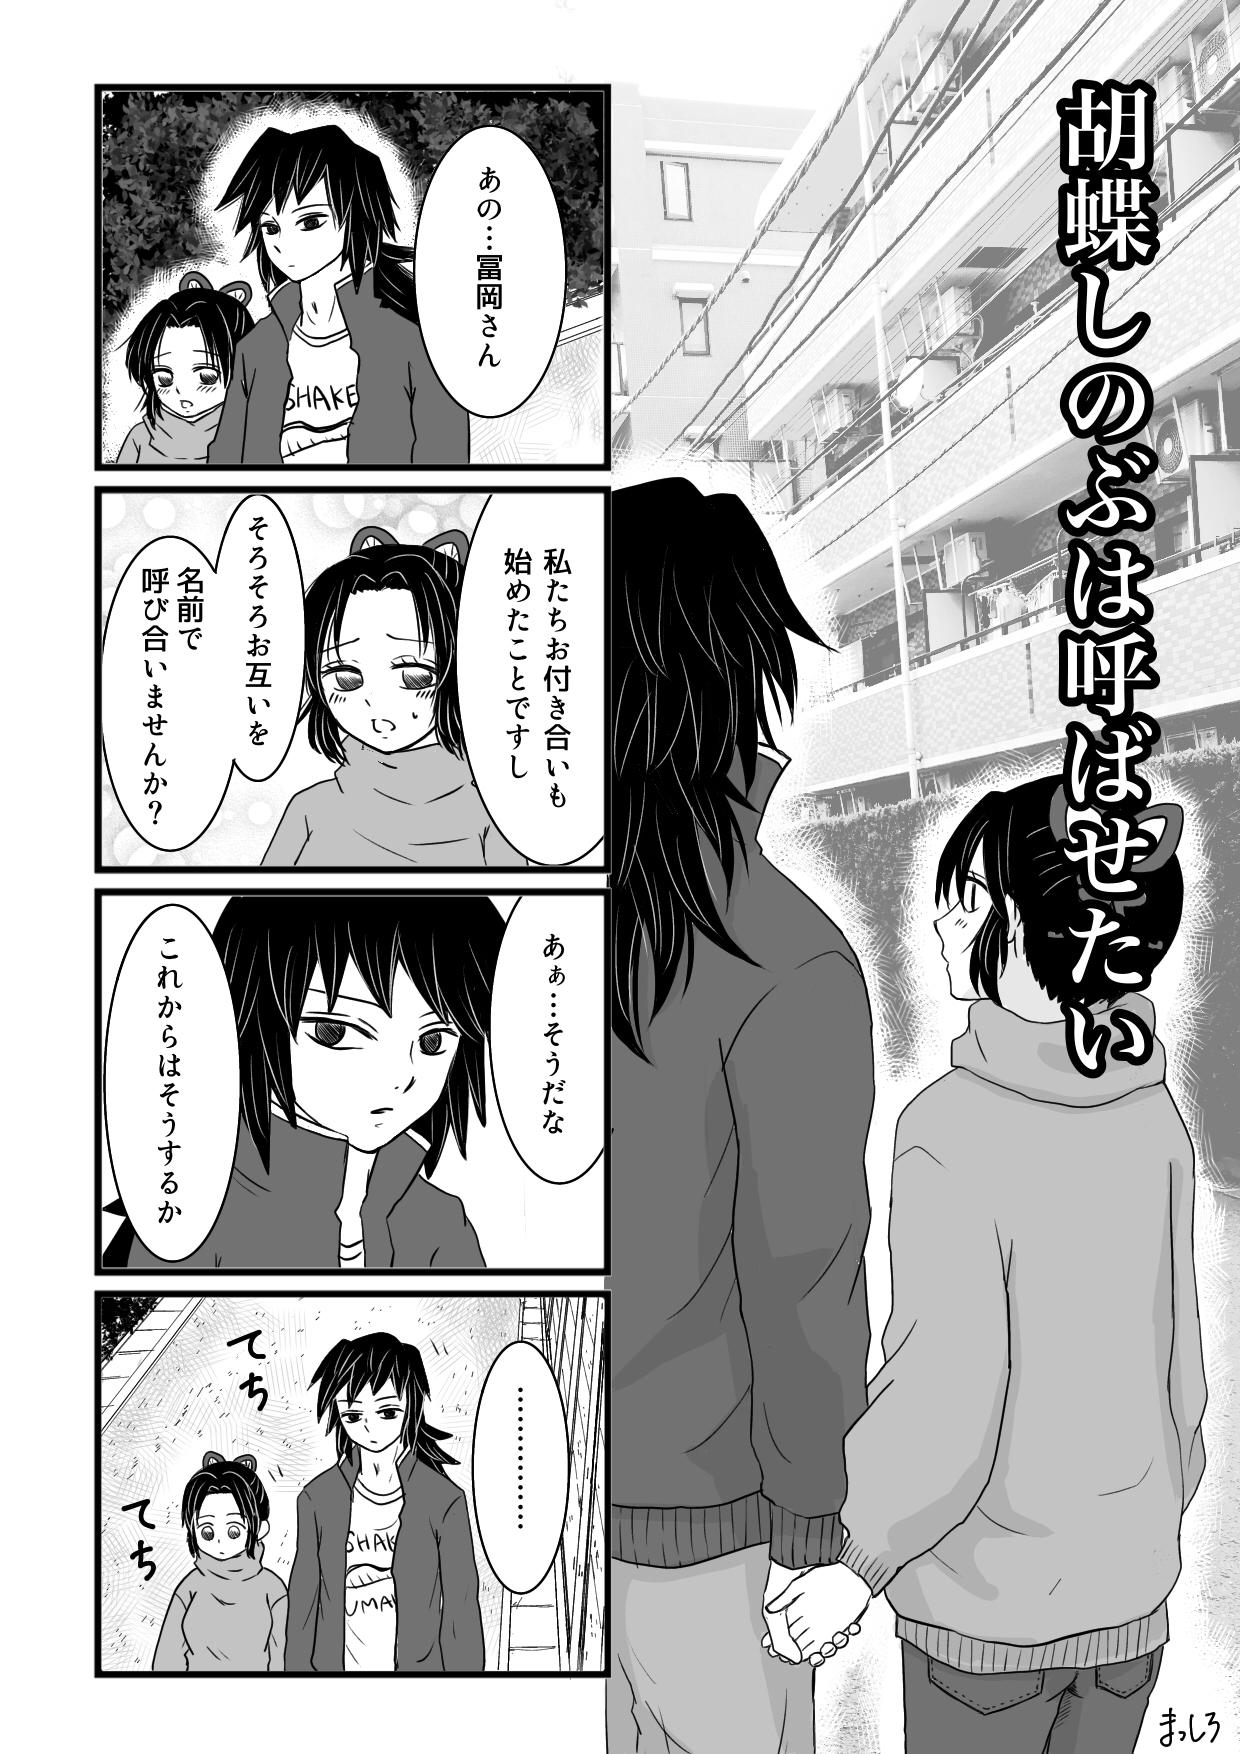 胡蝶しのぶは呼ばせたい
あの…冨岡さん
SHAKE
私たちお付き合いも
始めたことですし
そろそろお互いを
名前で
呼び合いませんか?
あぁ…そうだな
これからはそうするか
…………
てち
てち
SHAKE
UMA
まっしろ